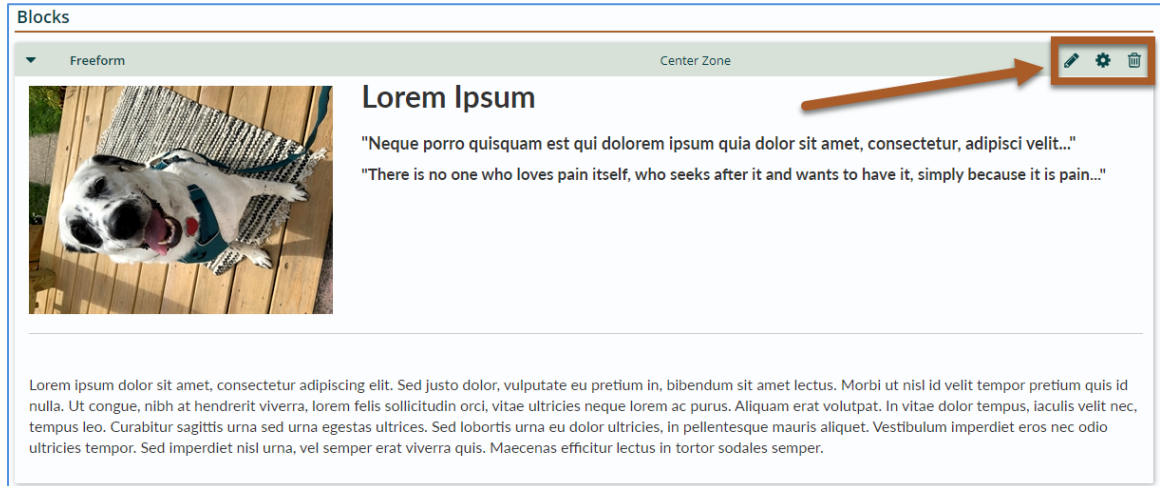 Blocks
Freeform
Center Zone
Lorem Ipsum
"Neque porro quisquam est qui dolorem ipsum quia dolor sit amet, consectetur, adipisci velit..."
"There is no one who loves pain itself, who seeks after it and wants to have it, simply because it is pain..."
Lorem ipsum dolor sit amet, consectetur adipiscing elit. Sed justo dolor, vulputate eu pretium in, bibendum sit amet lectus. Morbi ut nisl id velit tempor pretium quis id
nulla. Ut congue, nibh at hendrerit viverra, lorem felis sollicitudin orci, vitae ultricies neque lorem ac purus. Aliquam erat volutpat. In vitae dolor tempus, iaculis velit nec,
tempus leo. Curabitur sagittis urna sed urna egestas ultrices. Sed lobortis urna eu dolor ultricies, in pellentesque mauris aliquet. Vestibulum imperdiet eros nec odio
ultricies tempor. Sed imperdiet nisl urna, vel semper erat viverra quis. Maecenas efficitur lectus in tortor sodales semper.